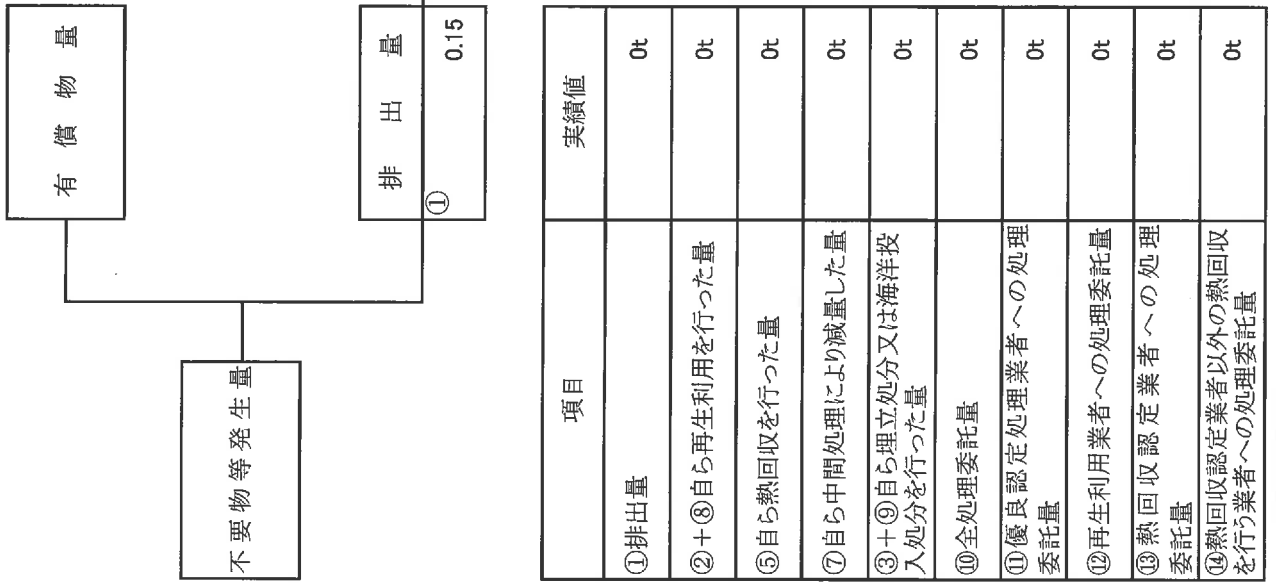 有償物量
不要物等発生量
排出量
①
0.15
項目
実績値
①排出量
0t
②+⑧自ら再生利用を行った量
0t
⑤自ら熱回収を行った量
0t
⑦自ら中間処理により減量した量
0t
③+⑨自ら埋立処分又は海洋投
入処分を行った量
0t
⑩全処理委託量
0t
⑪優良認定処理業者への処理
委託量
0t
⑫再生利用業者への処理委託量
0t
⑬熱回収認定業者への処理
委託量
0t
⑭熱回収認定業者以外の熱回収
を行う業者への処理委託量
0t